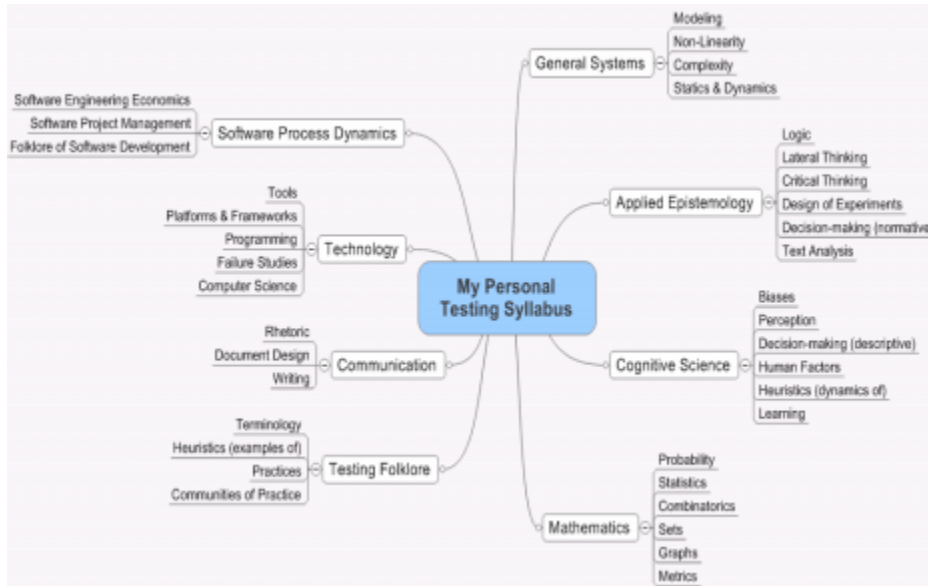 Modeling
Non-Linearity
General Systems
Complexity
Statics & Dynamics
Software Engineering Economics
Software Project Management
Software Process Dynamics
Folklore of Software Development
Logic
Lateral Thinking
Critical Thinking
Applied Epistemology
Design of Experiments
Decision-making (normative
Text Analysis
Tools
Platforms & Frameworks
Programming
Technology
Failure Studies
Computer Science
My Personal
Testing Syllabus
Biases
Perception
Decision-making (descriptive)
Cognitive Science
Human Factors
Heuristics (dynamics of)
Learning
Rhetoric
Document Design
Communication
Writing
Terminology
Heuristics (examples of)
Testing Folklore
Practices
Communities of Practice
Probability
Statistics
Combinatorics
Mathematics
Sets
Graphs
Metrics